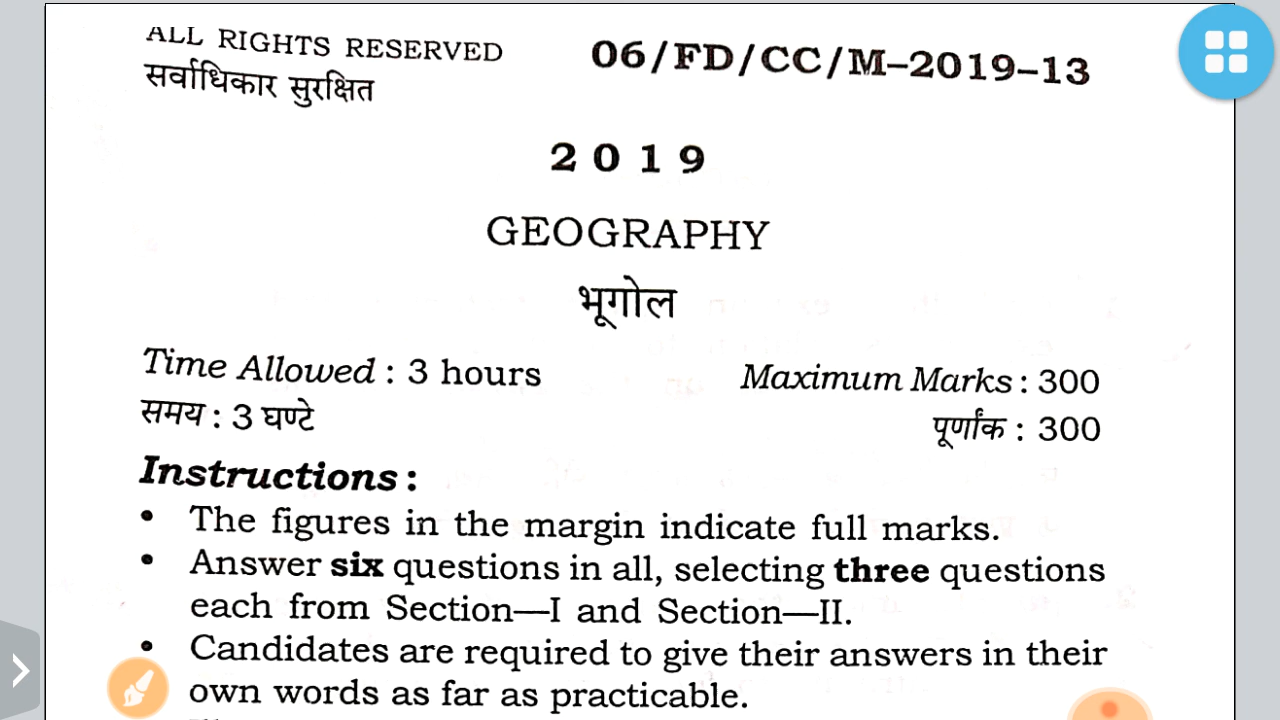 ALL RIGHTS RESERVED
सर्वाधिकार सुरक्षित
06/FD/CC/M–2019–13
2019
GEOGRAPHY
भूगोल
Time Allowed : 3 hours
समय : 3 घण्टे
Maximum Marks : 300
पूर्णांक : 300
Instructions :
• The figures in the margin indicate full marks.
• Answer six questions in all, selecting three questions
each from Section—I and Section—II.
• Candidates are required to give their answers in their
own words as far as practicable.